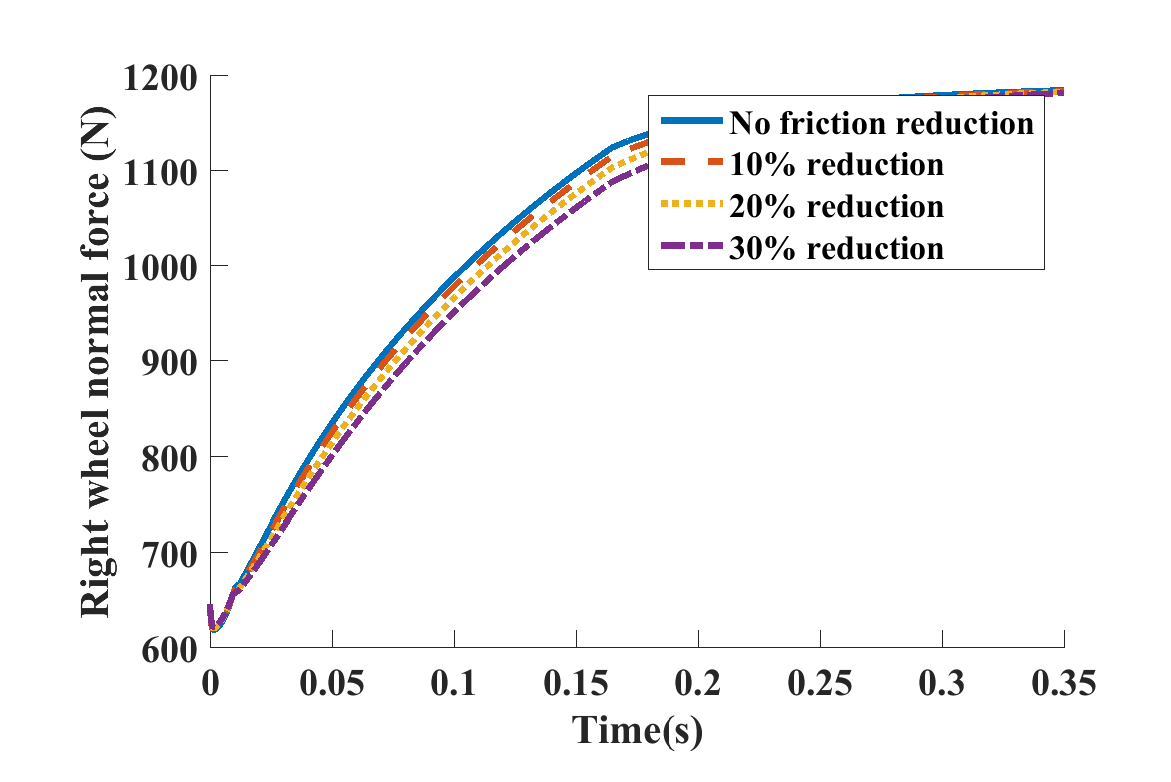 1200
1100
1000
900
800
700
600
Right wheel normal force (N)
No friction reduction
10% reduction
20% reduction
30% reduction
0 0.05 0.1 0.15 0.2 0.25 0.3 0.35
Time(s)